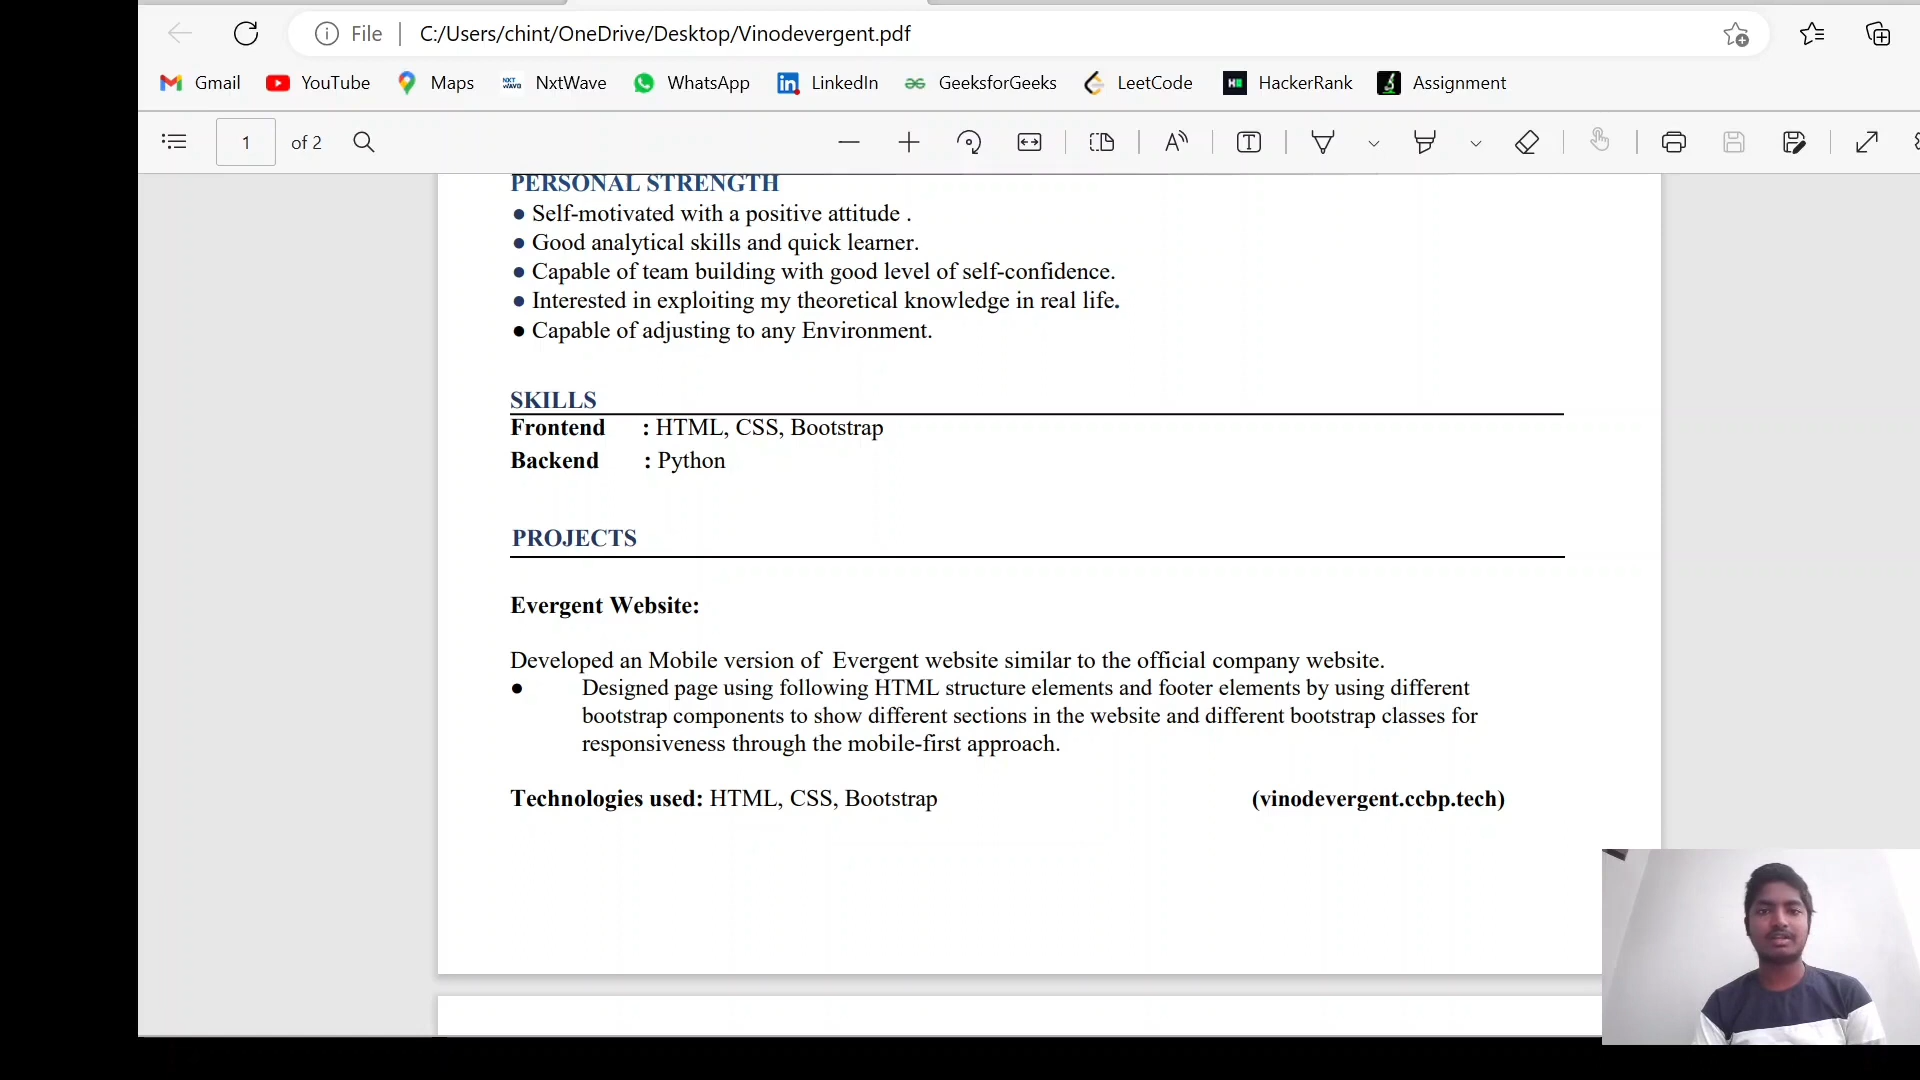 File C:/Users/chint/OneDrive/Desktop/Vinodevergent.pdf
Gmail YouTube Maps NXT WAVE NxtWave WhatsApp in LinkedIn GeeksforGeeks LeetCode H HackerRank Assignment
1 of 2
PERSONAL STRENGTH
● Self-motivated with a positive attitude .
● Good analytical skills and quick learner.
● Capable of team building with good level of self-confidence.
● Interested in exploiting my theoretical knowledge in real life.
● Capable of adjusting to any Environment.
SKILLS
Frontend : HTML, CSS, Bootstrap
Backend : Python
PROJECTS
Evergent Website:
Developed an Mobile version of Evergent website similar to the official company website.
● Designed page using following HTML structure elements and footer elements by using different
bootstrap components to show different sections in the website and different bootstrap classes for
responsiveness through the mobile-first approach.
Technologies used: HTML, CSS, Bootstrap (vinodevergent.ccbp.tech)